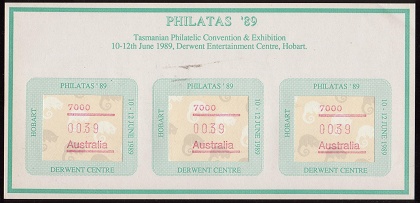 PHILATAS '89
Tasmanian Philatelic Convention & Exhibition
10-12th June 1989, Derwent Entertainment Centre, Hobart.
PHILATAS '89
HOBART
7000
0039
Australia
10 - 12 JUNE 1989
DERWENT CENTRE
PHILATAS '89
HOBART
7000
0039
Australia
10 - 12 JUNE 1989
DERWENT CENTRE
PHILATAS '89
HOBART
7000
0039
Australia
10 - 12 JUNE 1989
DERWENT CENTRE